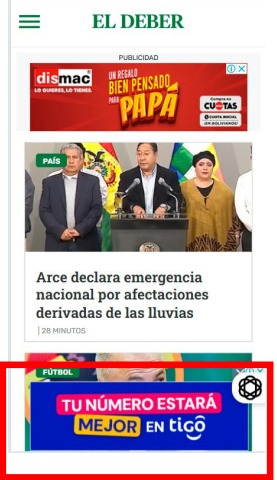 EL DEBER
PUBLICIDAD
dismac
LO QUIERES, LO TIENES.
UN REGALO
BIEN PENSADO
PARA PAPÁ
Compra en
CUOTAS
CUOTA INICIAL
¡EN BOLIVIANOS!
PAÍS
Arce declara emergencia
nacional por afectaciones
derivadas de las lluvias
| 28 MINUTOS
FÚTBOL
TU NÚMERO ESTARÁ
MEJOR EN tigo